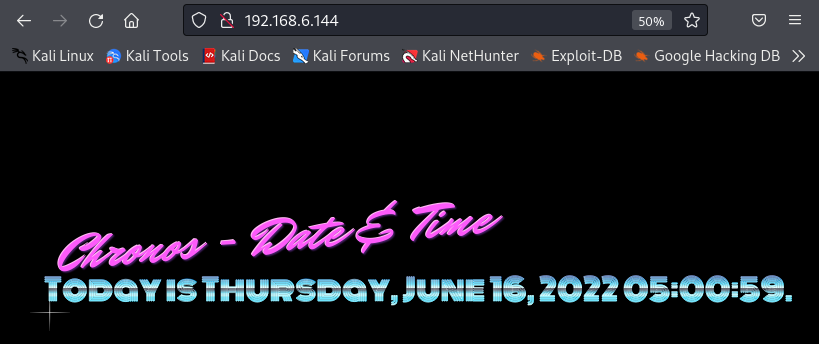 192.168.6.144
50%
Kali Linux Kali Tools Kali Docs Kali Forums Kali NetHunter Exploit-DB Google Hacking DB
Chronos - Date & Time
Today is Thursday, June 16, 2022 05:00:59.